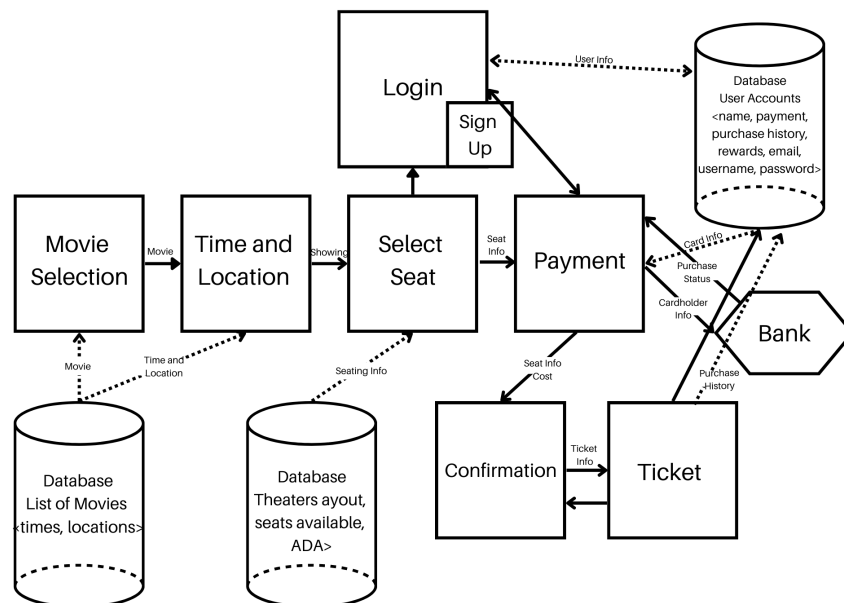 Login
Sign
Up
User Info
Database
User Accounts
<name, payment,
purchase history,
rewards, email,
username, password>
Movie
Selection
Movie
Time and
Location
Showing
Select
Seat
Seat
Info
Payment
Card Info
Purchase
Status
Cardholder
Info
Bank
Movie
Time and
Location
Seating Info
Seat Info
Cost
Purchase
History
Database
List of Movies
<times, locations>
Database
Theaters ayout,
seats available,
ADA>
Confirmation
Ticket
Info
Ticket